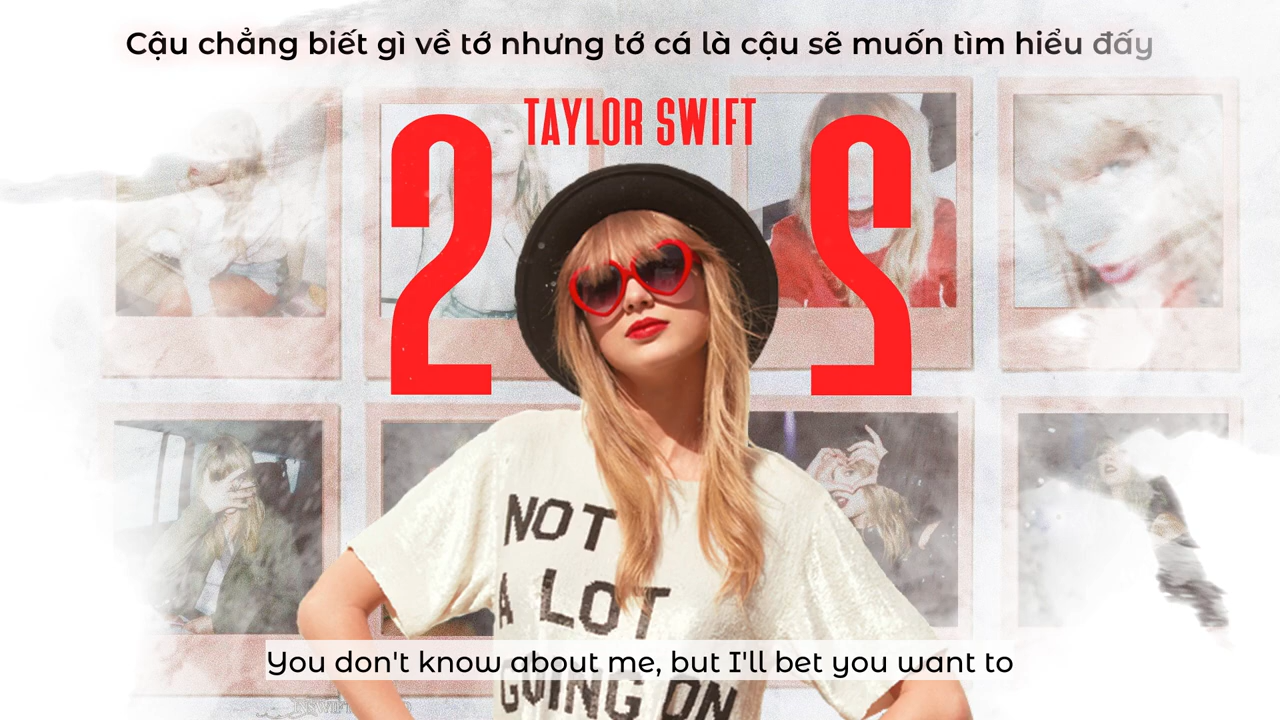 Cậu chẳng biết gì về tớ nhưng tớ cá là cậu sẽ muốn tìm hiểu đấy
TAYLOR SWIFT
2 2
NOT
A LOT
GOING ON
You don't know about me, but I'll bet you want to